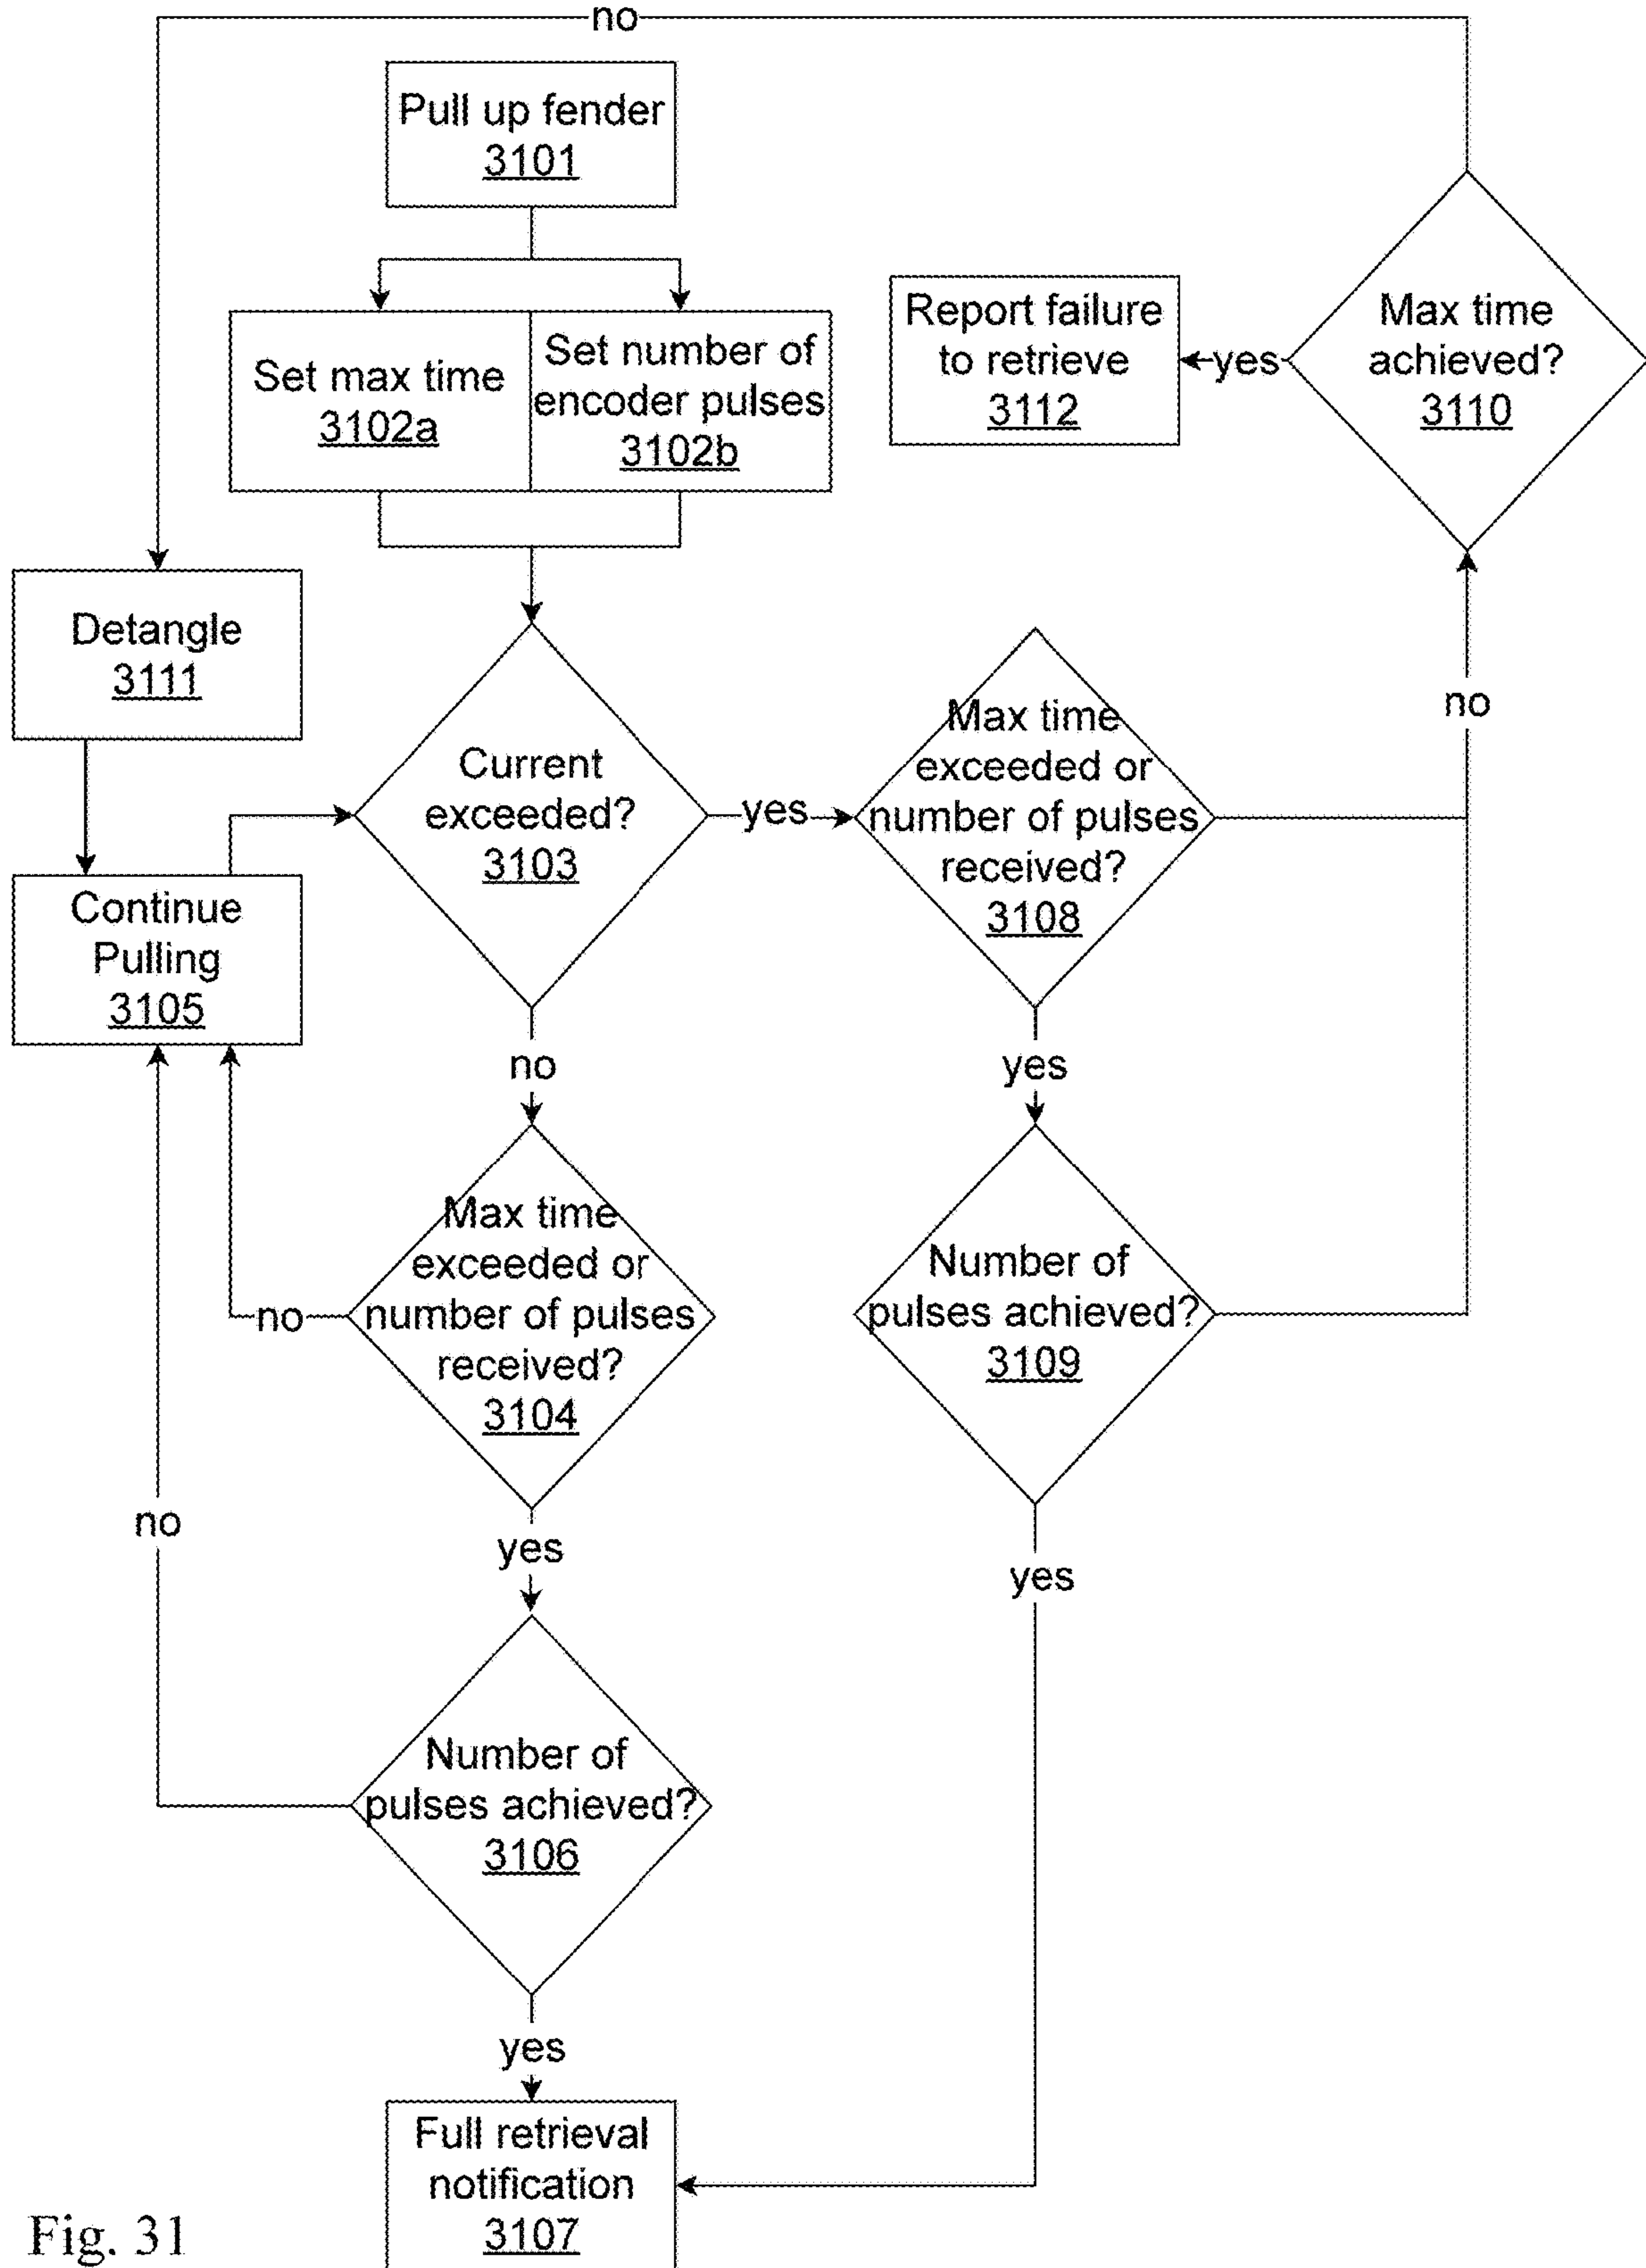 no
Pull up fender
3101
Set max time
3102a
Set number of
encoder pulses
3102b
Report failure
to retrieve
3112
yes
Max time
achieved?
3110
Detangle
3111
no
Current
exceeded?
3103
yes
Max time
exceeded or
number of pulses
received?
3108
Continue
Pulling
3105
no
yes
Max time
exceeded or
number of pulses
received?
3104
no
Number of
pulses achieved?
3109
no
yes
yes
Number of
pulses achieved?
3106
yes
Full retrieval
notification
3107
Fig. 31